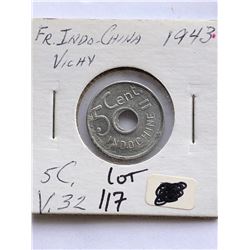 FR. INDO-CHINA 1943
VICHY
5 Cent.
INDOCHINE
5C. LOT
V.32 117